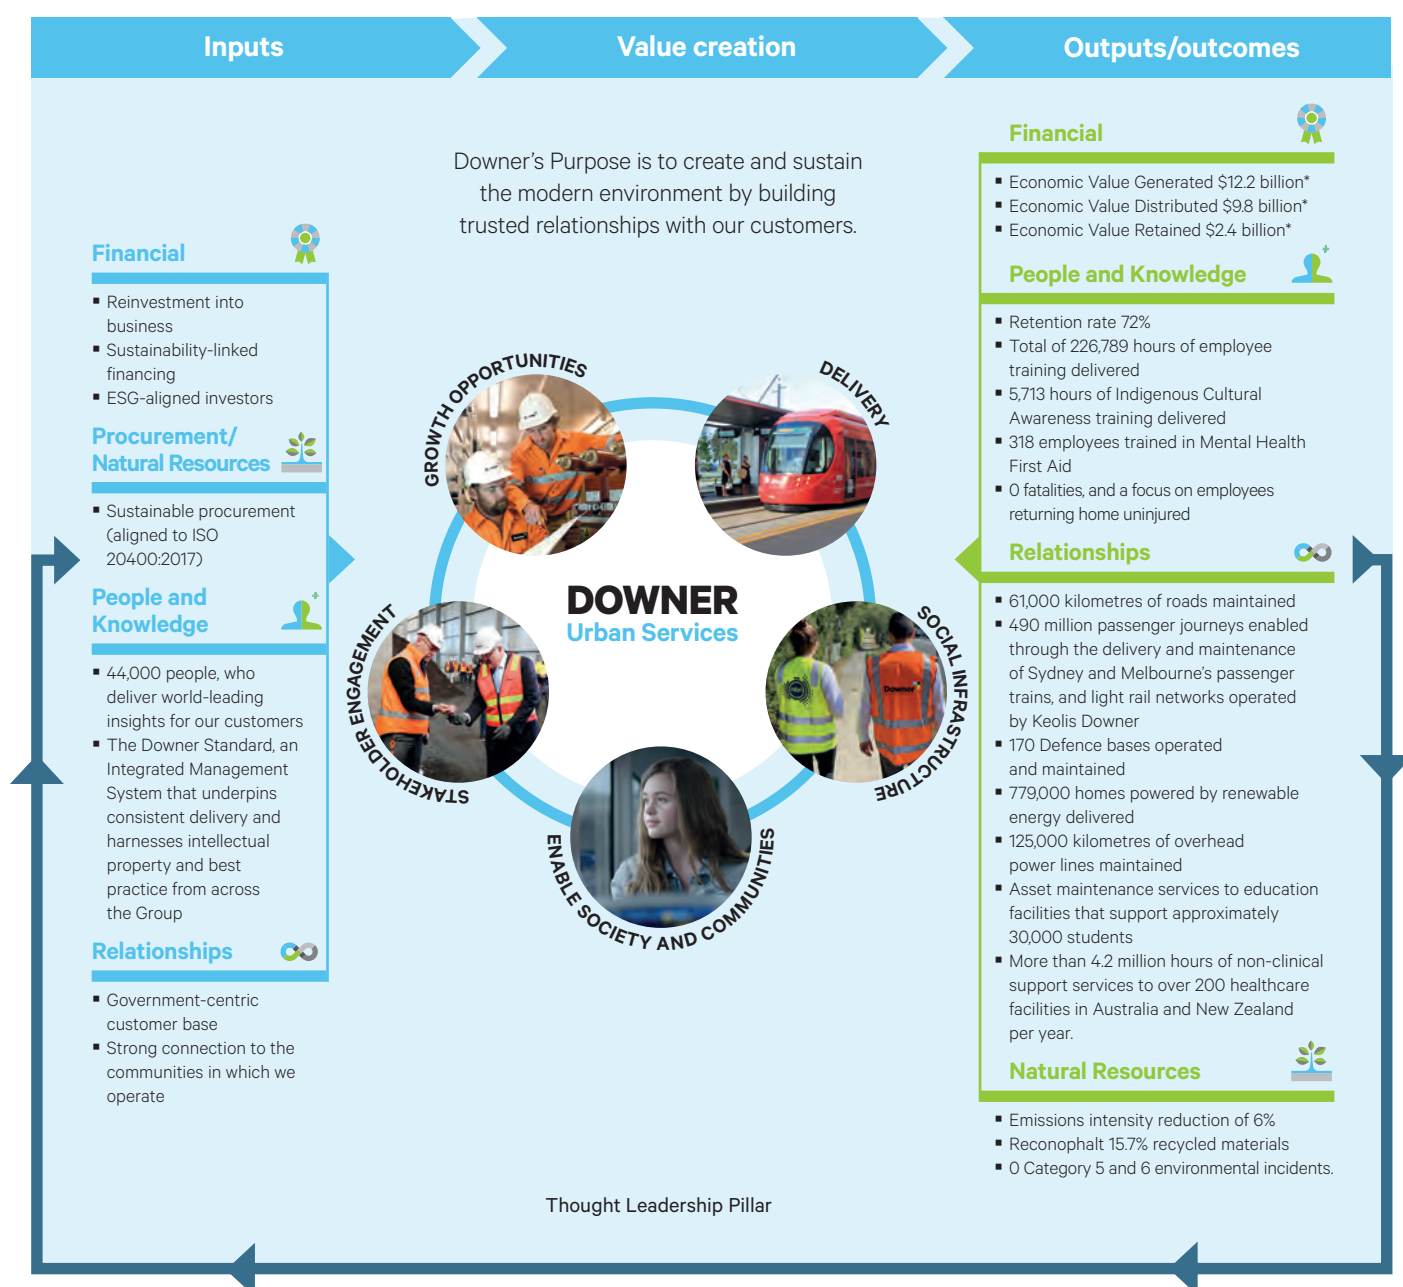 Inputs
Value creation
Outputs/outcomes
Financial
▪ Reinvestment into
business
▪ Sustainability-linked
financing
▪ ESG-aligned investors
Procurement/
Natural Resources
▪ Sustainable procurement
(aligned to ISO
20400:2017)
People and
Knowledge
▪ 44,000 people, who
deliver world-leading
insights for our customers
▪ The Downer Standard, an
Integrated Management
System that underpins
consistent delivery and
harnesses intellectual
property and best
practice from across
the Group
Relationships
▪ Government-centric
customer base
▪ Strong connection to the
communities in which we
operate
Downer’s Purpose is to create and sustain
the modern environment by building
trusted relationships with our customers.
GROWTH OPPORTUNITIES
DELIVERY
DOWNER
Urban Services
STAKEHOLDER ENGAGEMENT
SOCIAL INFRASTRUCTURE
Downer
ENABLE SOCIETY AND COMMUNITIES
Thought Leadership Pillar
Financial
▪ Economic Value Generated $12.2 billion*
▪ Economic Value Distributed $9.8 billion*
▪ Economic Value Retained $2.4 billion*
People and Knowledge
▪ Retention rate 72%
▪ Total of 226,789 hours of employee
training delivered
▪ 5,713 hours of Indigenous Cultural
Awareness training delivered
▪ 318 employees trained in Mental Health
First Aid
▪ 0 fatalities, and a focus on employees
returning home uninjured
Relationships
▪ 61,000 kilometres of roads maintained
▪ 490 million passenger journeys enabled
through the delivery and maintenance
of Sydney and Melbourne’s passenger
trains, and light rail networks operated
by Keolis Downer
▪ 170 Defence bases operated
and maintained
▪ 779,000 homes powered by renewable
energy delivered
▪ 125,000 kilometres of overhead
power lines maintained
▪ Asset maintenance services to education
facilities that support approximately
30,000 students
▪ More than 4.2 million hours of non-clinical
support services to over 200 healthcare
facilities in Australia and New Zealand
per year.
Natural Resources
▪ Emissions intensity reduction of 6%
▪ Reconophalt 15.7% recycled materials
▪ 0 Category 5 and 6 environmental incidents.